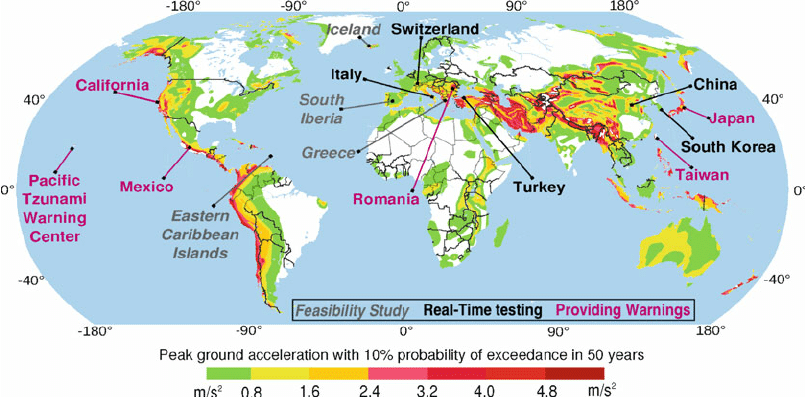 -180° -90° 0° 90° 180°
Iceland
Switzerland
Italy
California
China
40°
40°
South
Iberia
Japan
South Korea
Greece
Taiwan
0°
0°
Pacific
Tzunami
Warning
Center
Mexico
Romania
Turkey
Eastern
Caribbean
Islands
-40°
-40°
Feasibility Study Real-Time testing Providing Warnings
-180° -90° 0° 90° 180°
Peak ground acceleration with 10% probability of exceedance in 50 years
m/s² 0.8 1.6 2.4 3.2 4.0 4.8 m/s²